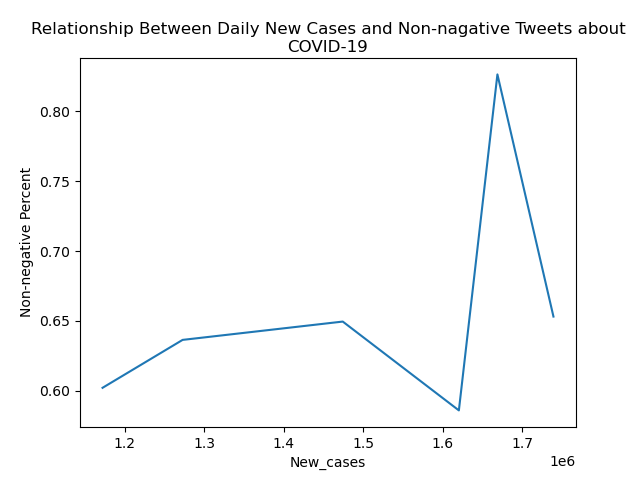 Relationship Between Daily New Cases and Non-nagative Tweets about
COVID-19
0.80
0.75
0.70
0.65
0.60
Non-negative Percent
1.2 1.3 1.4 1.5 1.6 1.7
1e6
New_cases